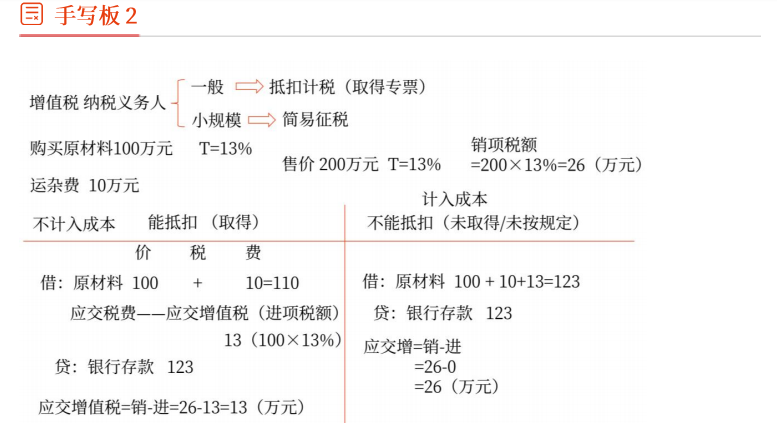 手写板 2
增值税 纳税义务人
一般 抵扣计税（取得专票）
小规模 简易征税
购买原材料100万元 T=13%
售价 200万元 T=13%
销项税额
=200×13%=26（万元）
运杂费 10万元
不计入成本 能抵扣 （取得）
价 税 费
借：原材料 100 + 10=110
应交税费——应交增值税（进项税额）
13（100×13%）
贷：银行存款 123
应交增值税=销-进=26-13=13（万元）
计入成本
不能抵扣（未取得/未按规定）
借：原材料 100 + 10+13=123
贷：银行存款 123
应交增=销-进
=26-0
=26（万元）